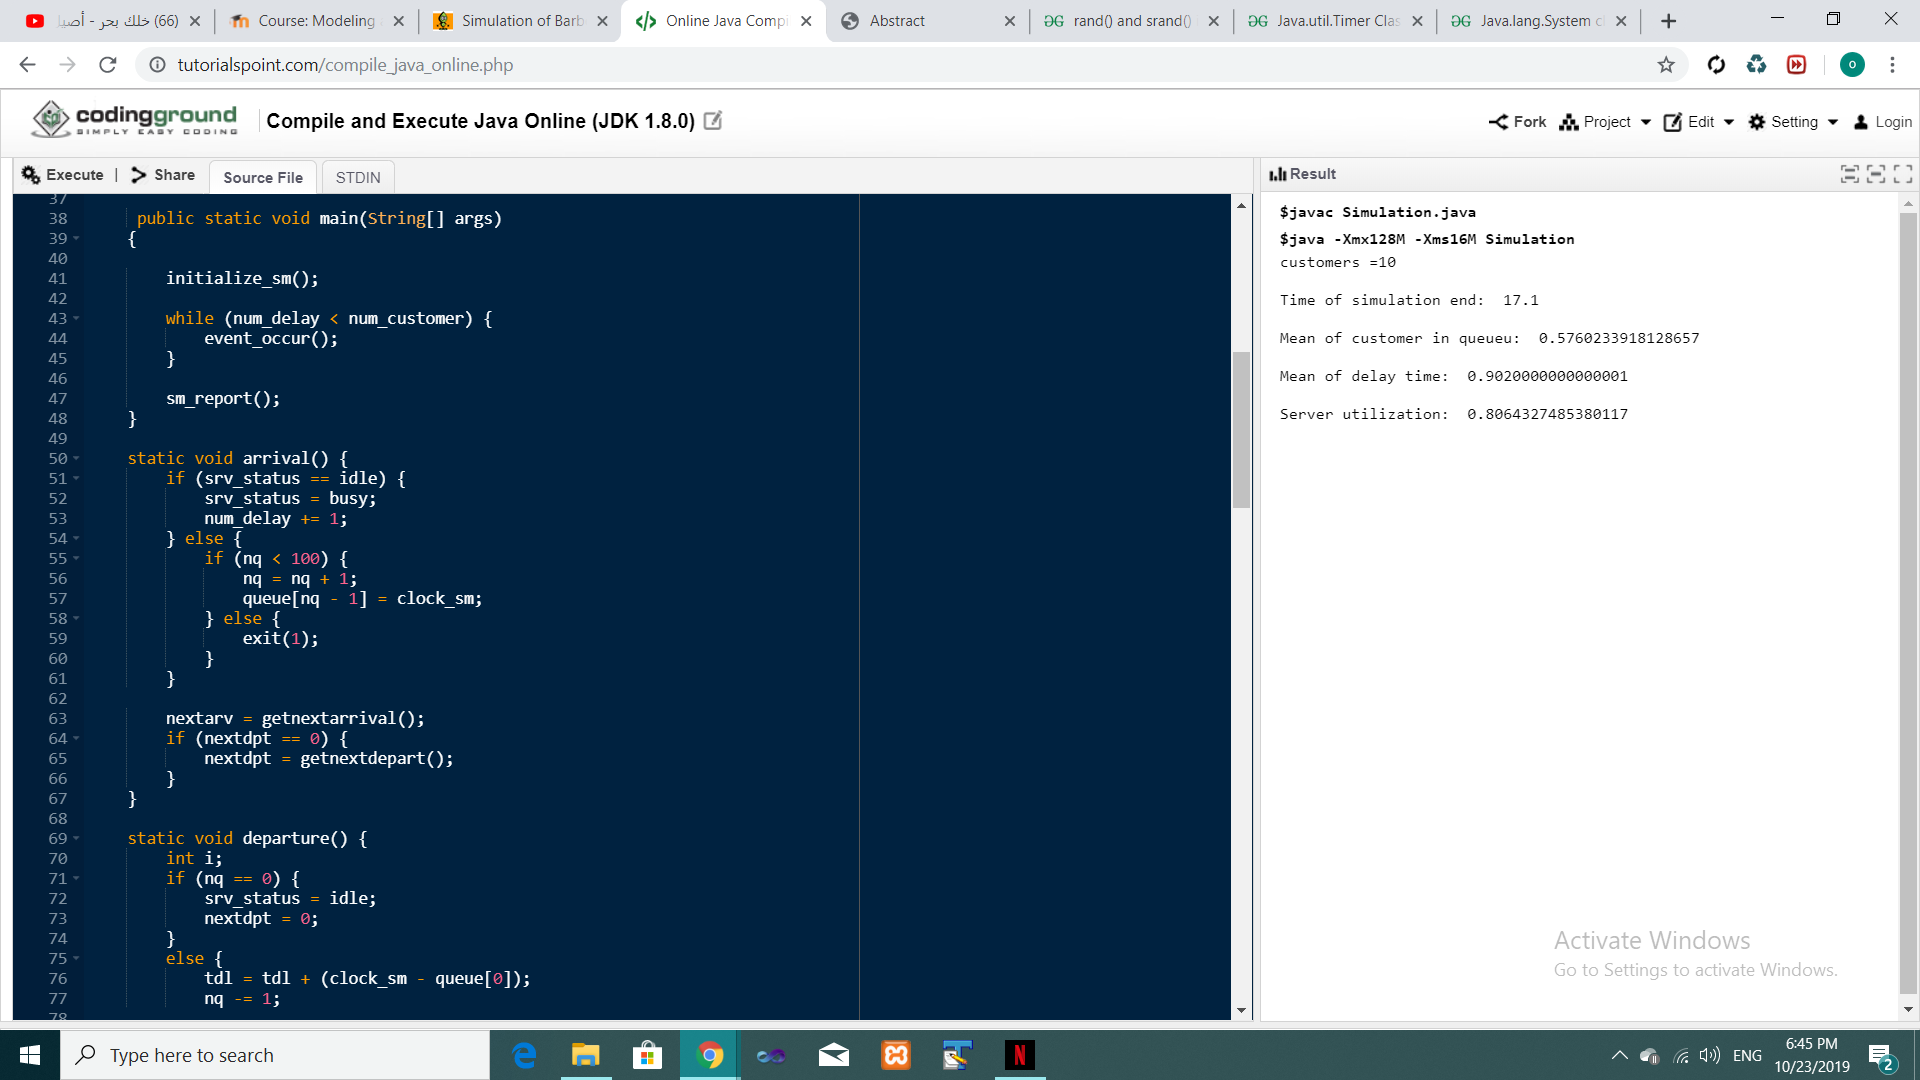 (66) خلك بحر - أصيا
Course: Modeling
Simulation of Barb
Online Java Compi
Abstract
rand() and srand()
Java.util.Timer Clas
Java.lang.System c
tutorialspoint.com/compile_java_online.php
o
codingground
SIMPLY EASY CODING
Compile and Execute Java Online (JDK 1.8.0)
Fork Project Edit Setting Login
Execute | Share Source File STDIN
Result
37
38 public static void main(String[] args)
39 {
40
41 initialize_sm();
42
43 while (num_delay < num_customer) {
44 event_occur();
45 }
46
47 sm_report();
48 }
49
50 static void arrival() {
51 if (srv_status == idle) {
52 srv_status = busy;
53 num_delay += 1;
54 } else {
55 if (nq < 100) {
56 nq = nq + 1;
57 queue[nq - 1] = clock_sm;
58 } else {
59 exit(1);
60 }
61 }
62
63 nextarv = getnextarrival();
64 if (nextdpt == 0) {
65 nextdpt = getnextdepart();
66 }
67 }
68
69 static void departure() {
70 int i;
71 if (nq == 0) {
72 srv_status = idle;
73 nextdpt = 0;
74 }
75 else {
76 tdl = tdl + (clock_sm - queue[0]);
77 nq -= 1;
78
$javac Simulation.java
$java -Xmx128M -Xms16M Simulation
customers =10
Time of simulation end: 17.1
Mean of customer in queueu: 0.5760233918128657
Mean of delay time: 0.9020000000000001
Server utilization: 0.8064327485380117
Activate Windows
Go to Settings to activate Windows.
Type here to search
ENG
6:45 PM
10/23/2019
2